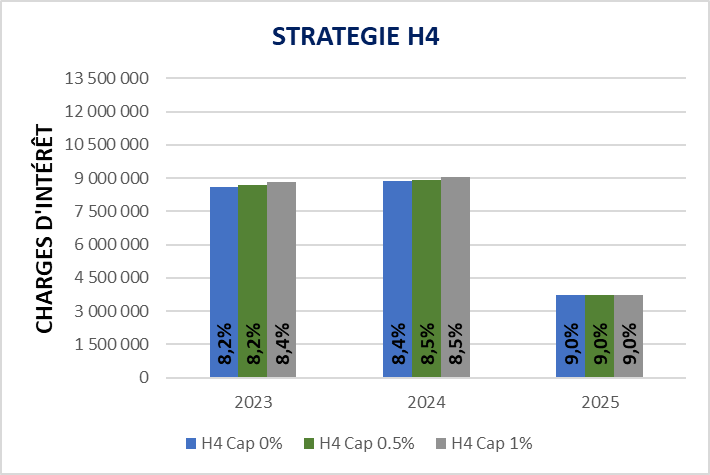 STRATEGIE H4
CHARGES D'INTÉRÊT
13 500 000
12 000 000
10 500 000
9 000 000
7 500 000
6 000 000
4 500 000
3 000 000
1 500 000
0
8,2%
8,2%
8,4%
8,4%
8,5%
8,5%
9,0%
9,0%
9,0%
2023
2024
2025
H4 Cap 0%
H4 Cap 0.5%
H4 Cap 1%